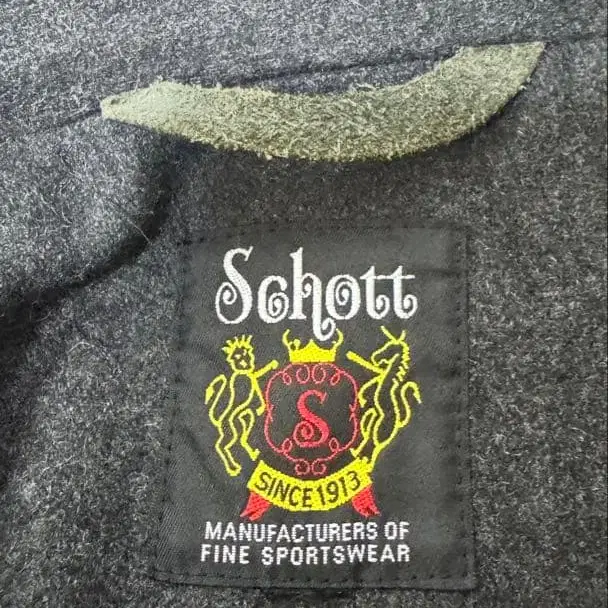 Schott
S
SINCE 1913
MANUFACTURERS OF
FINE SPORTSWEAR